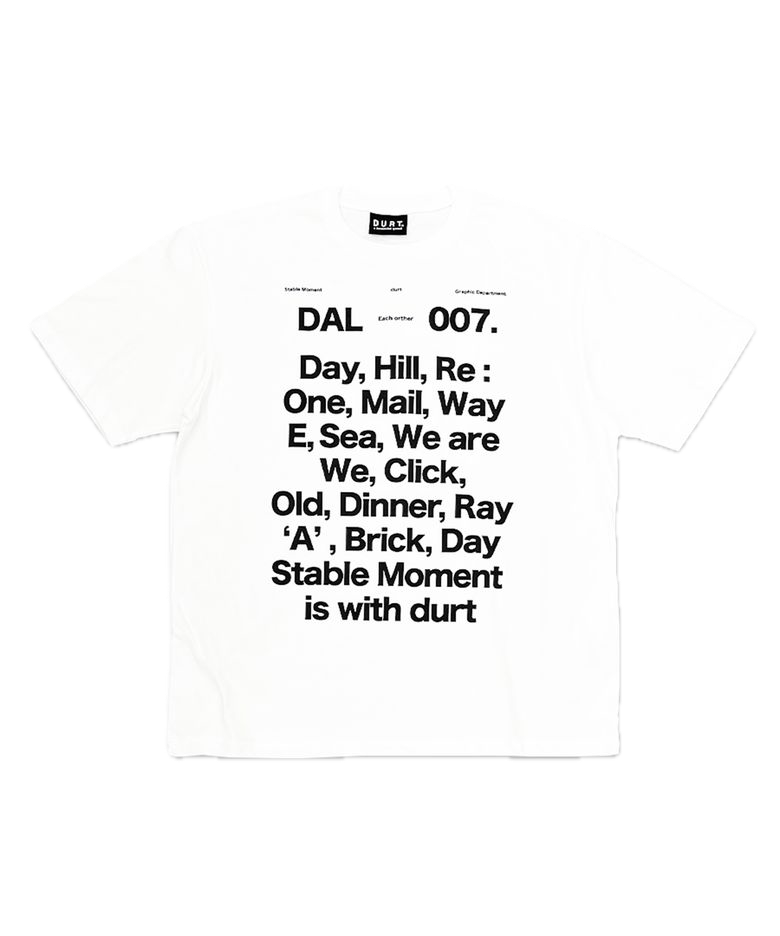 DURT.
Stable Moment durt Graphic Department
DAL Each orther 007.
Day, Hill, Re :
One, Mail, Way
E, Sea, We are
We, Click,
Old, Dinner, Ray
‘A’ , Brick, Day
Stable Moment
is with durt